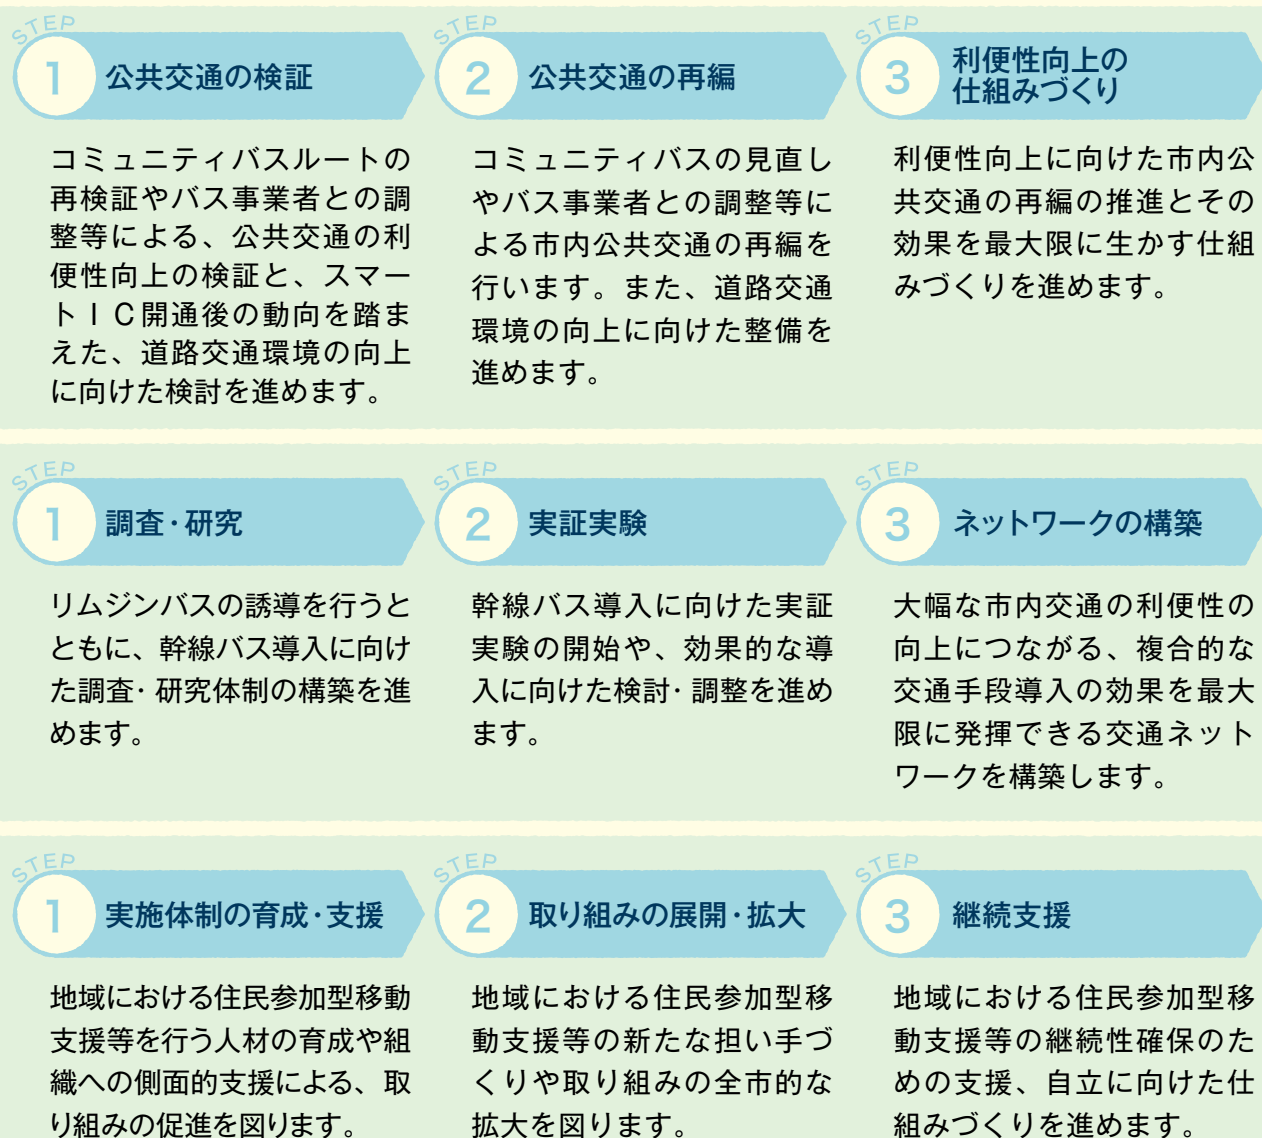 STEP
1
公共交通の検証
コミュニティバスルートの
再検証やバス事業者との調
整等による、公共交通の利
便性向上の検証と、スマー
トＩＣ開通後の動向を踏ま
えた、道路交通環境の向上
に向けた検討を進めます。
STEP
2
公共交通の再編
コミュニティバスの見直し
やバス事業者との調整等に
よる市内公共交通の再編を
行います。また、道路交通
環境の向上に向けた整備を
進めます。
STEP
3
利便性向上の
仕組みづくり
利便性向上に向けた市内公
共交通の再編の推進とその
効果を最大限に生かす仕組
みづくりを進めます。
STEP
1
調査・研究
リムジンバスの誘導を行うと
ともに、幹線バス導入に向け
た調査・研究体制の構築を進
めます。
STEP
2
実証実験
幹線バス導入に向けた実証
実験の開始や、効果的な導
入に向けた検討・調整を進め
ます。
STEP
3
ネットワークの構築
大幅な市内交通の利便性の
向上につながる、複合的な
交通手段導入の効果を最大
限に発揮できる交通ネット
ワークを構築します。
STEP
1
実施体制の育成・支援
地域における住民参加型移動
支援等を行う人材の育成や組
織への側面的支援による、取
り組みの促進を図ります。
STEP
2
取り組みの展開・拡大
地域における住民参加型移
動支援等の新たな担い手づ
くりや取り組みの全市的な
拡大を図ります。
STEP
3
継続支援
地域における住民参加型移
動支援等の継続性確保のた
めの支援、自立に向けた仕
組みづくりを進めます。